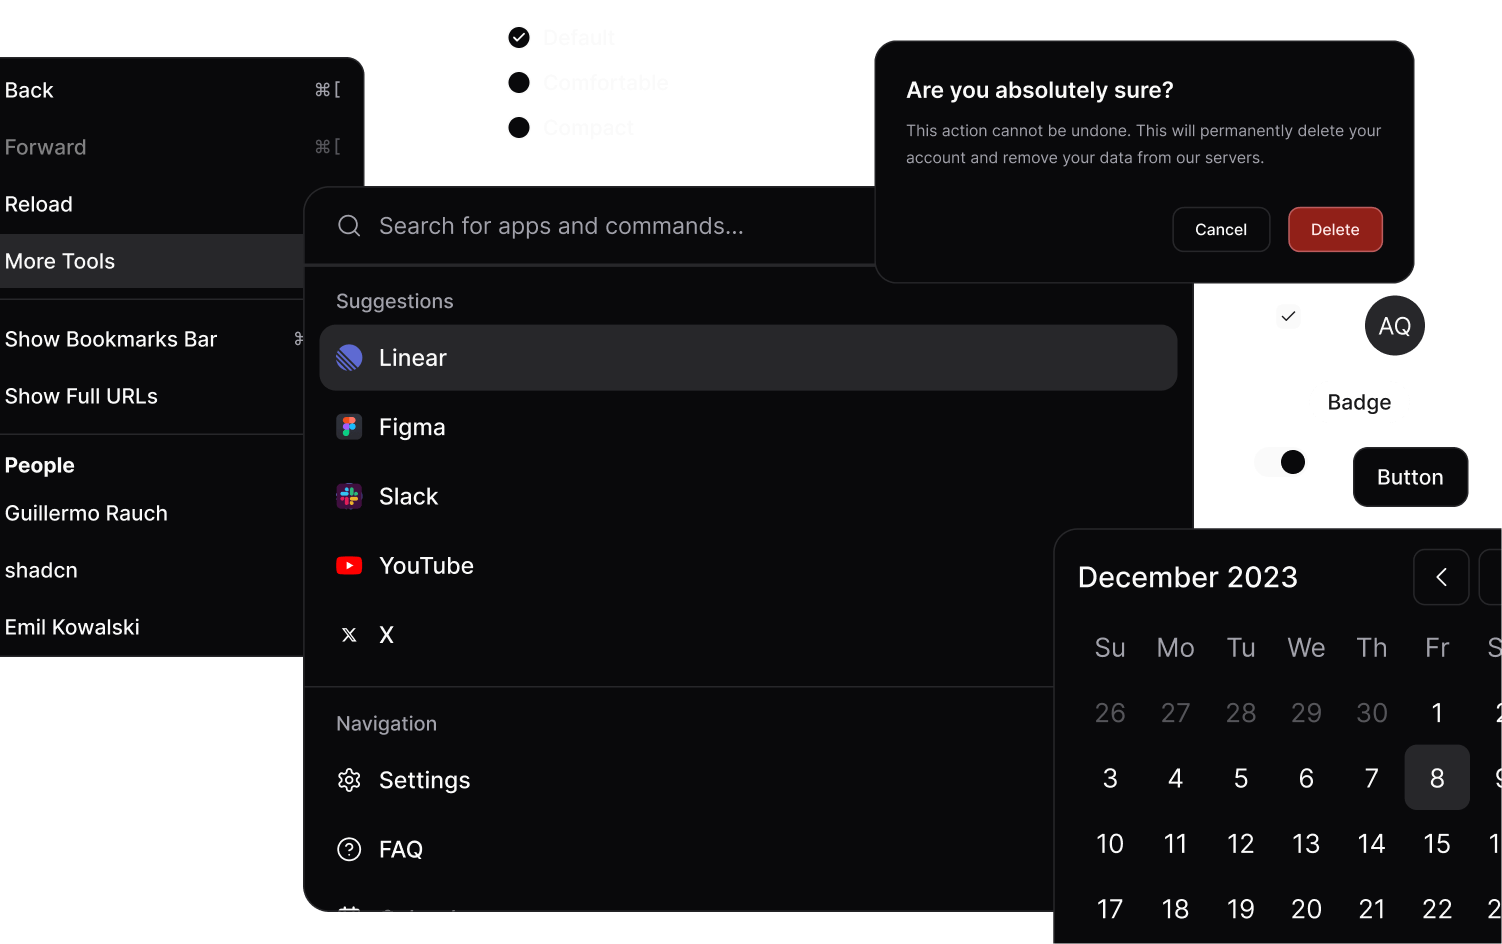 Back ⌘[
Forward ⌘[
Reload
More Tools
Show Bookmarks Bar ⌘
Show Full URLs
People
Guillermo Rauch
shadcn
Emil Kowalski
Default
Comfortable
Compact
Search for apps and commands...
Suggestions
Linear
Figma
Slack
YouTube
X
Navigation
Settings
FAQ
Are you absolutely sure?
This action cannot be undone. This will permanently delete your
account and remove your data from our servers.
Cancel Delete
AQ
Badge
Button
December 2023
Su Mo Tu We Th Fr S
26 27 28 29 30 1 2
3 4 5 6 7 8 9
10 11 12 13 14 15 1
17 18 19 20 21 22 2